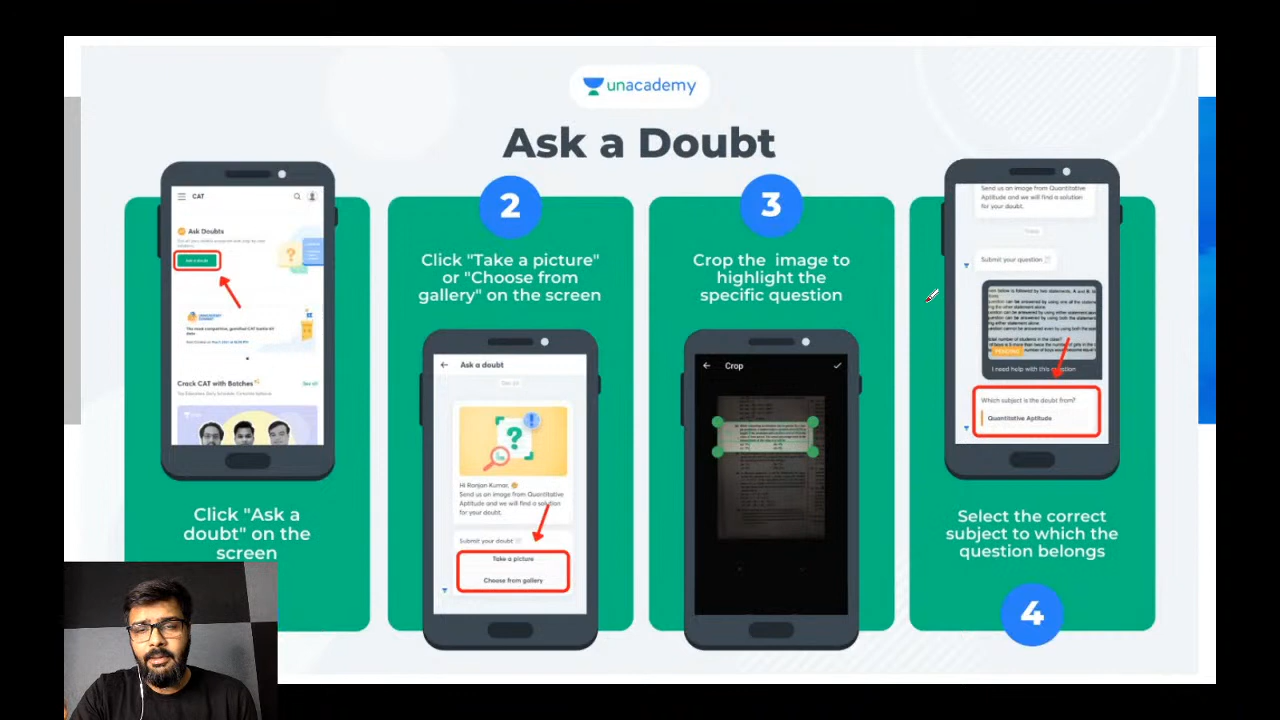 unacademy
Ask a Doubt
CAT
Ask Doubts
Ask a doubt
Crack CAT with Batches
See all
Click "Ask a
doubt" on the
screen
2
Click "Take a picture"
or "Choose from
gallery" on the screen
Ask a doubt
Hi Ranjan Kumar,
Send us an image from Quantitative
Aptitude and we will find a solution
for your doubt.
Submit your doubt
Take a picture
Choose from gallery
3
Crop the image to
highlight the
specific question
Crop
Send us an image from Quantitative
Aptitude and we will find a solution
for your doubt.
Submit your question
I need help with this question
Which subject is the doubt from?
Quantitative Aptitude
Select the correct
subject to which the
question belongs
4